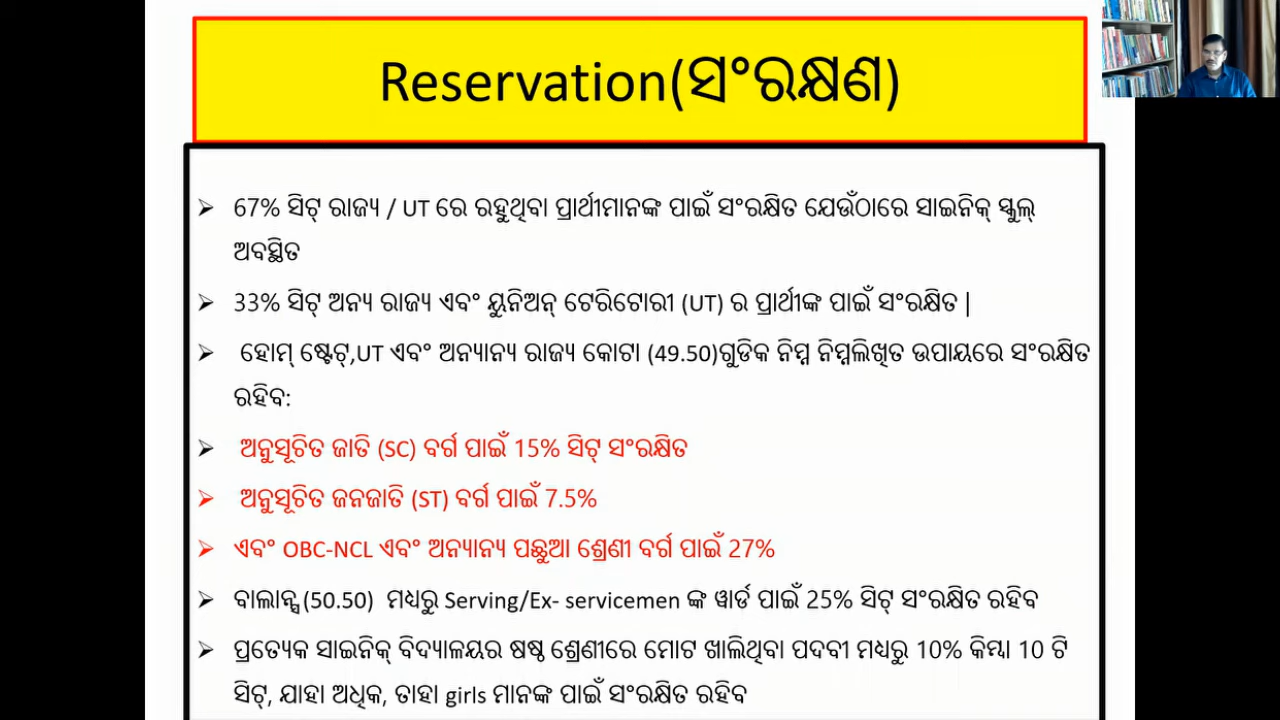 Reservation(ସଂରକ୍ଷଣ)
➢ 67% ସିଟ୍ ରାଜ୍ୟ / UT ରେ ରହୁଥିବା ପ୍ରାର୍ଥୀମାନଙ୍କ ପାଇଁ ସଂରକ୍ଷିତ ଯେଉଁଠାରେ ସାଇନିକ୍ ସ୍କୁଲ୍
ଅବସ୍ଥିତ
➢ 33% ସିଟ୍ ଅନ୍ୟ ରାଜ୍ୟ ଏବଂ ୟୁନିଅନ୍ ଟେରିଟୋରୀ (UT) ର ପ୍ରାର୍ଥୀଙ୍କ ପାଇଁ ସଂରକ୍ଷିତ |
➢ ହୋମ୍ ଷ୍ଟେଟ୍,UT ଏବଂ ଅନ୍ୟାନ୍ୟ ରାଜ୍ୟ କୋଟା (49.50)ଗୁଡିକ ନିମ୍ନ ନିମ୍ନଲିଖିତ ଉପାୟରେ ସଂରକ୍ଷିତ
ରହିବ:
➢ ଅନୁସୂଚିତ ଜାତି (SC) ବର୍ଗ ପାଇଁ 15% ସିଟ୍ ସଂରକ୍ଷିତ
➢ ଅନୁସୂଚିତ ଜନଜାତି (ST) ବର୍ଗ ପାଇଁ 7.5%
➢ ଏବଂ OBC-NCL ଏବଂ ଅନ୍ୟାନ୍ୟ ପଛୁଆ ଶ୍ରେଣୀ ବର୍ଗ ପାଇଁ 27%
➢ ବାଲାନ୍ସ (50.50) ମଧ୍ୟରୁ Serving/Ex- servicemen ଙ୍କ ୱାର୍ଡ ପାଇଁ 25% ସିଟ୍ ସଂରକ୍ଷିତ ରହିବ
➢ ପ୍ରତ୍ୟେକ ସାଇନିକ୍ ବିଦ୍ୟାଳୟର ଷଷ୍ଠ ଶ୍ରେଣୀରେ ମୋଟ ଖାଲିଥିବା ପଦବୀ ମଧ୍ୟରୁ 10% କିମ୍ବା 10 ଟି
ସିଟ୍, ଯାହା ଅଧିକ, ତାହା girls ମାନଙ୍କ ପାଇଁ ସଂରକ୍ଷିତ ରହିବ